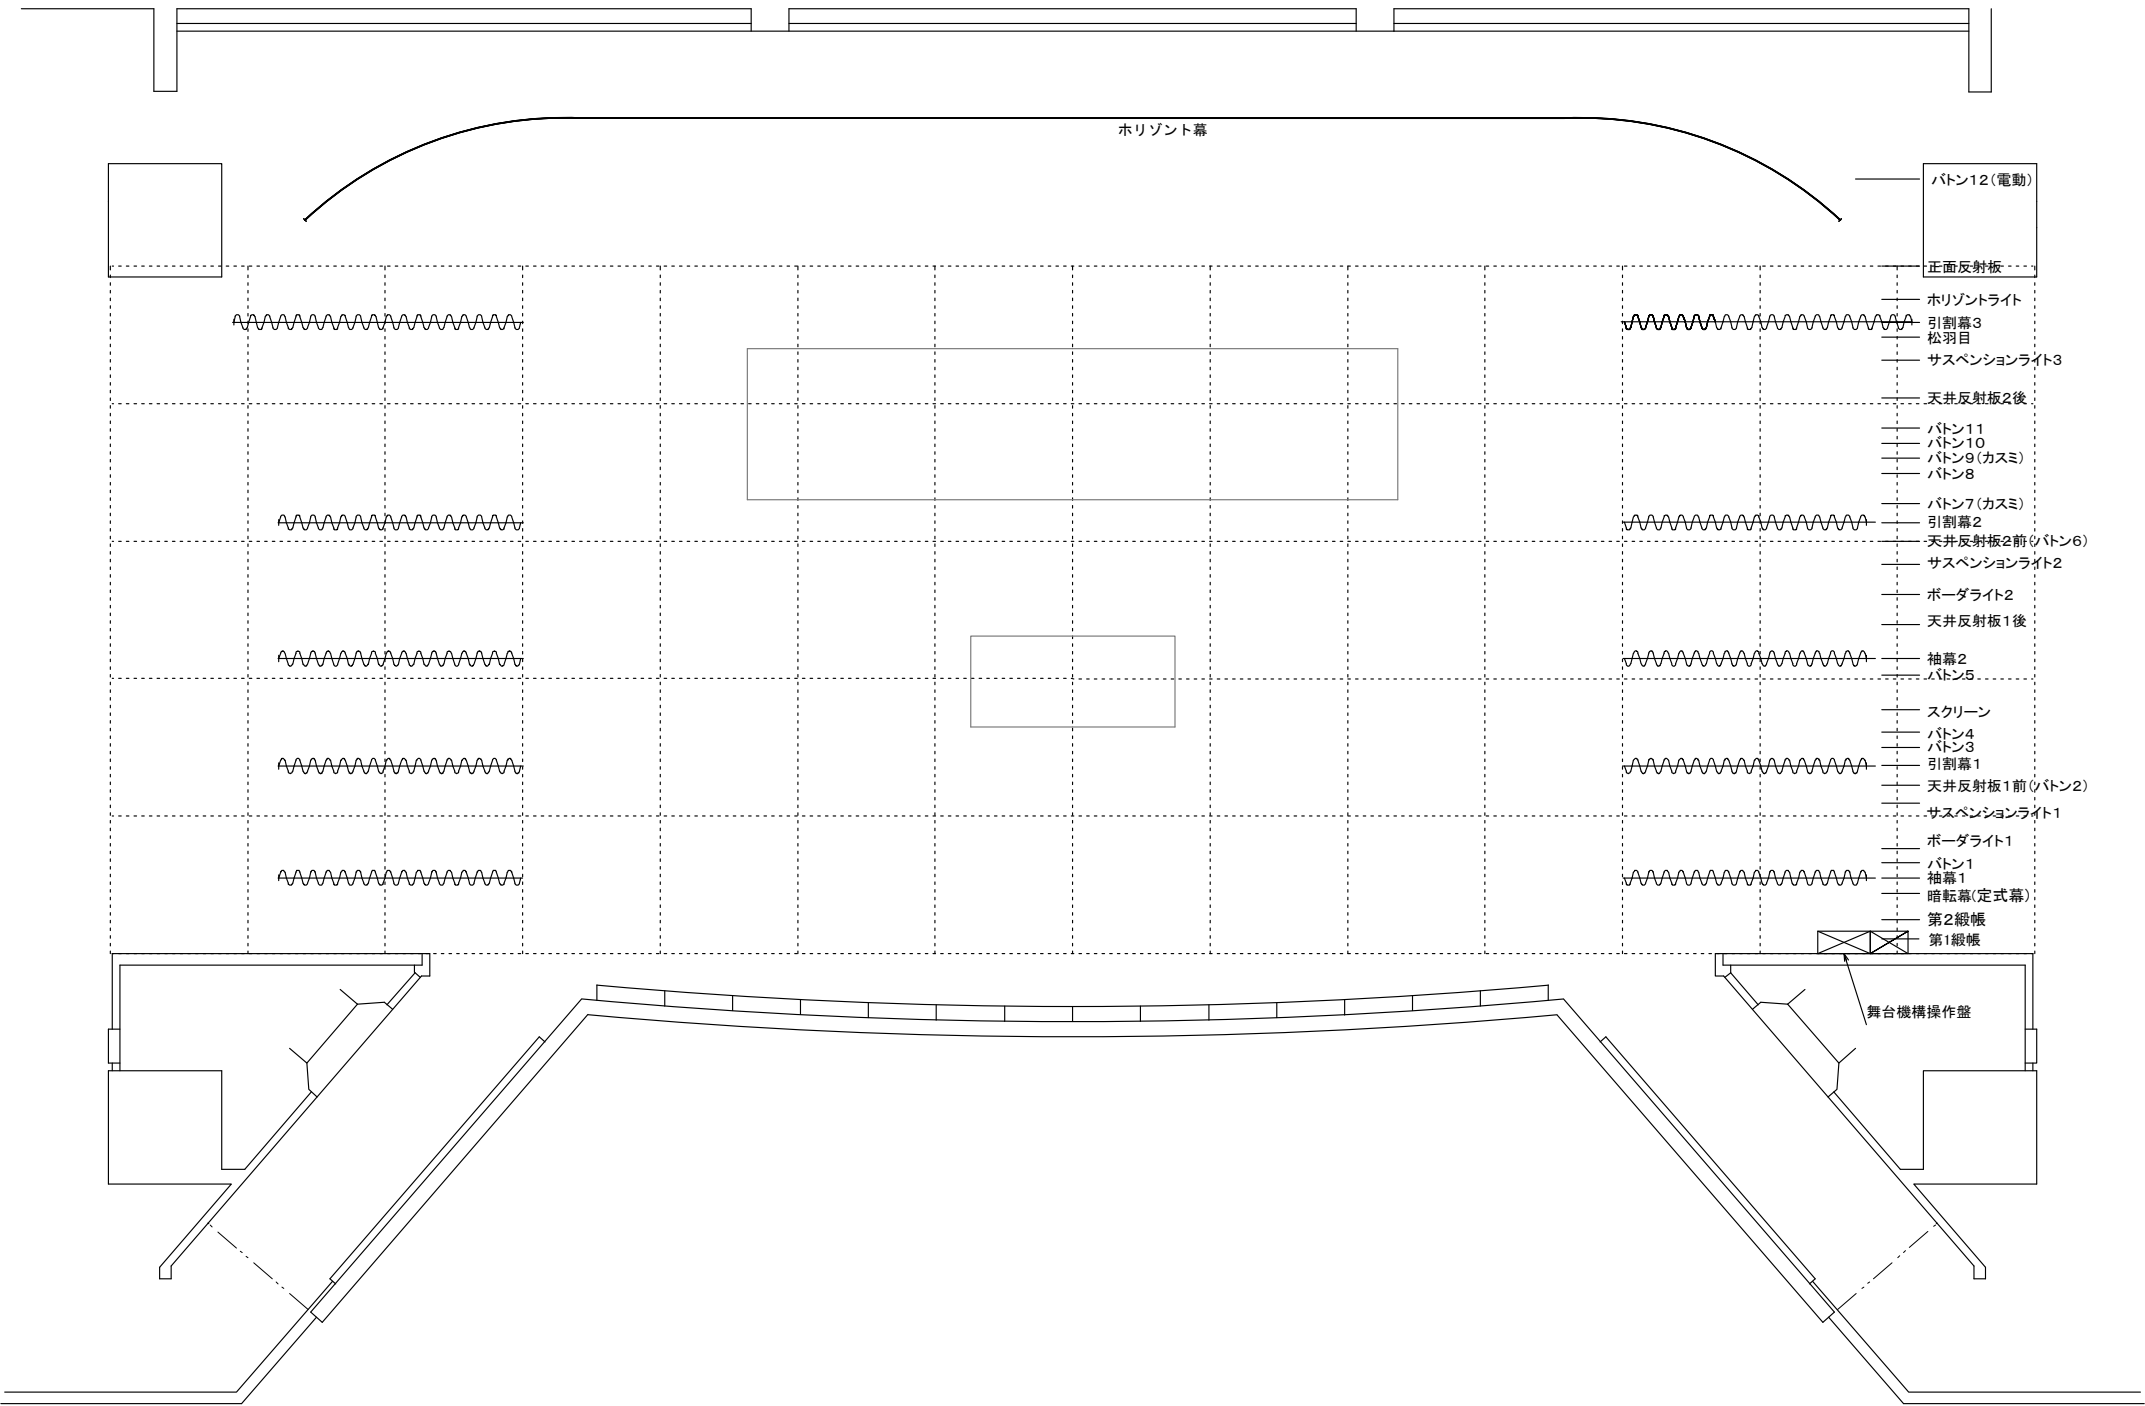 ホリゾント幕
バトン12(電動)
正面反射板
ホリゾントライト
引割幕3
松羽目
サスペンションライト3
天井反射板2後
バトン11
バトン10
バトン9(カスミ)
バトン8
バトン7(カスミ)
引割幕2
天井反射板2前(バトン6)
サスペンションライト2
ボーダライト2
天井反射板1後
袖幕2
バトン5
スクリーン
バトン4
バトン3
引割幕1
天井反射板1前(バトン2)
サスペンションライト1
ボーダライト1
バトン1
袖幕1
暗転幕(定式幕)
第2緞帳
第1緞帳
舞台機構操作盤